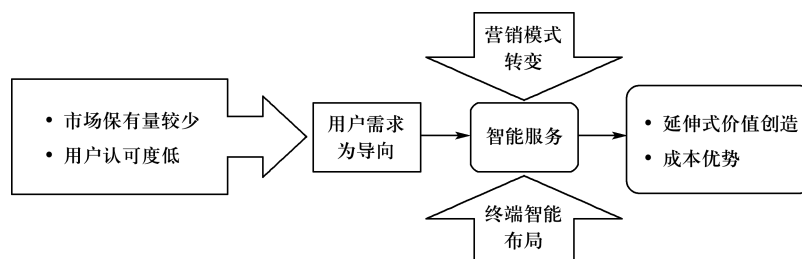 • 市场保有量较少
• 用户认可度低
用户需求
为导向
营销模式
转变
智能服务
终端智能
布局
• 延伸式价值创造
• 成本优势